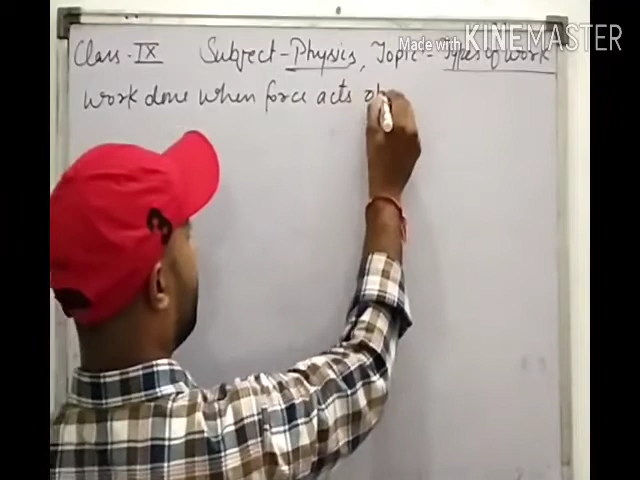 Made with KINEMASTER
Class - IX Subject - Physics, Topic - Types of work
work done when force acts ob